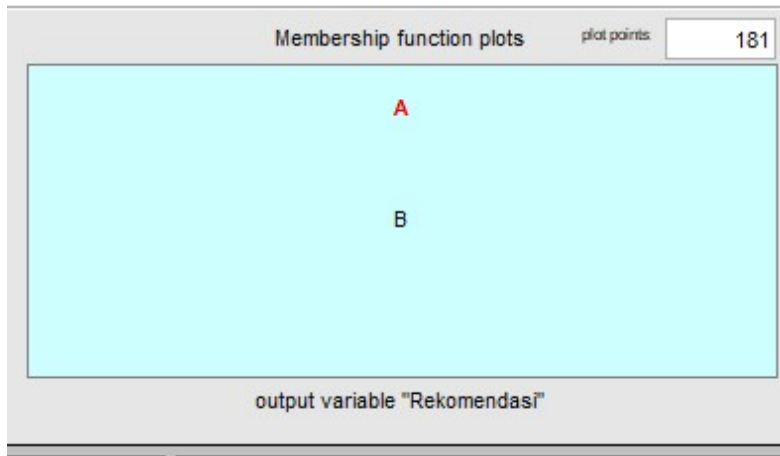 Membership function plots plot points: 181
A
B
output variable "Rekomendasi"